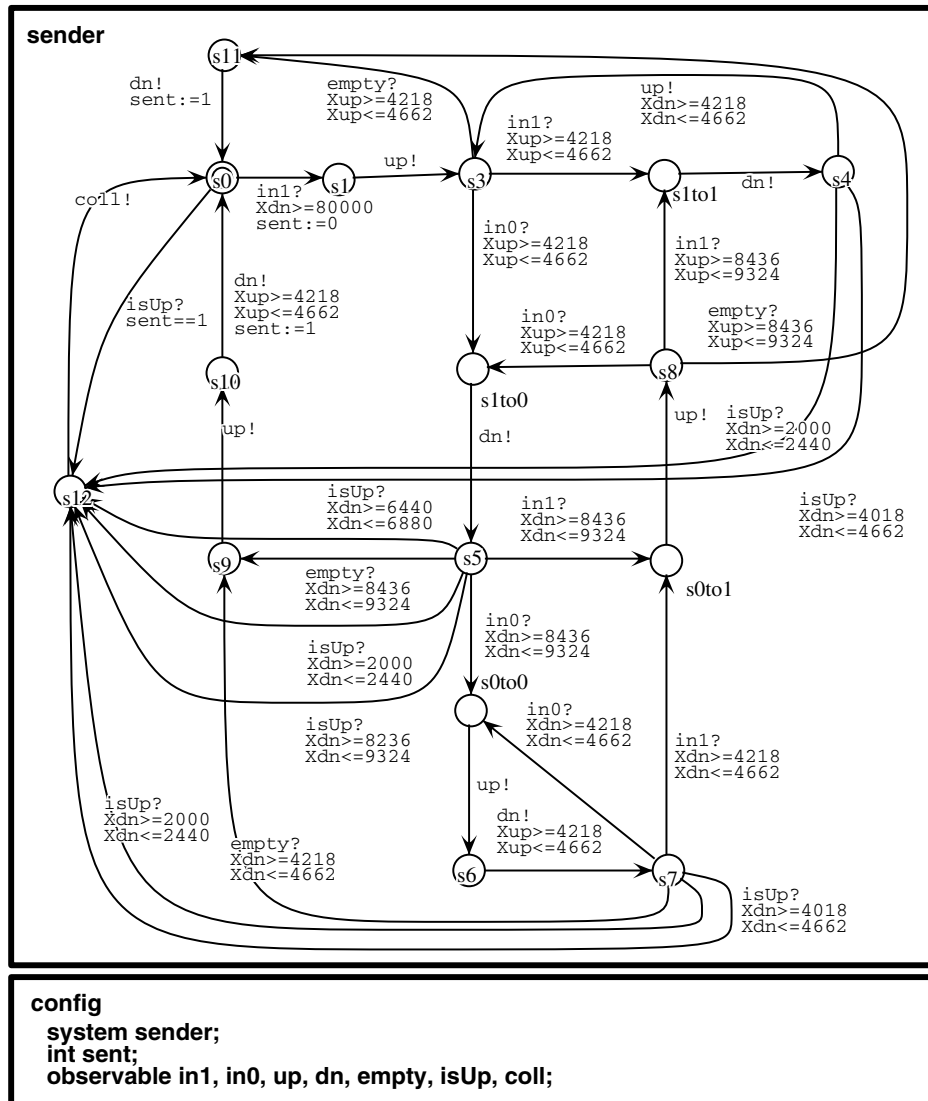 sender
s11
dn!
sent:=1
empty?
Xup>=4218
Xup<=4662
up!
Xdn>=4218
Xdn<=4662
in1?
Xup>=4218
Xup<=4662
coll!
s0
in1?
Xdn>=80000
sent:=0
s1
up!
s3
s1to1
dn!
s4
in0?
Xup>=4218
Xup<=4662
in1?
Xup>=8436
Xup<=9324
isUp?
sent==1
dn!
Xup>=4218
Xup<=4662
sent:=1
in0?
Xup>=4218
Xup<=4662
empty?
Xup>=8436
Xup<=9324
s10
s1to0
s8
up!
dn!
up!
isUp?
Xdn>=2000
Xdn<=2440
s12
isUp?
Xdn>=6440
Xdn<=6880
in1?
Xdn>=8436
Xdn<=9324
isUp?
Xdn>=4018
Xdn<=4662
s9
s5
s0to1
empty?
Xdn>=8436
Xdn<=9324
in0?
Xdn>=8436
Xdn<=9324
isUp?
Xdn>=2000
Xdn<=2440
s0to0
isUp?
Xdn>=8236
Xdn<=9324
in0?
Xdn>=4218
Xdn<=4662
in1?
Xdn>=4218
Xdn<=4662
up!
isUp?
Xdn>=2000
Xdn<=2440
empty?
Xdn>=4218
Xdn<=4662
dn!
Xup>=4218
Xup<=4662
s6
s7
isUp?
Xdn>=4018
Xdn<=4662
config
system sender;
int sent;
observable in1, in0, up, dn, empty, isUp, coll;